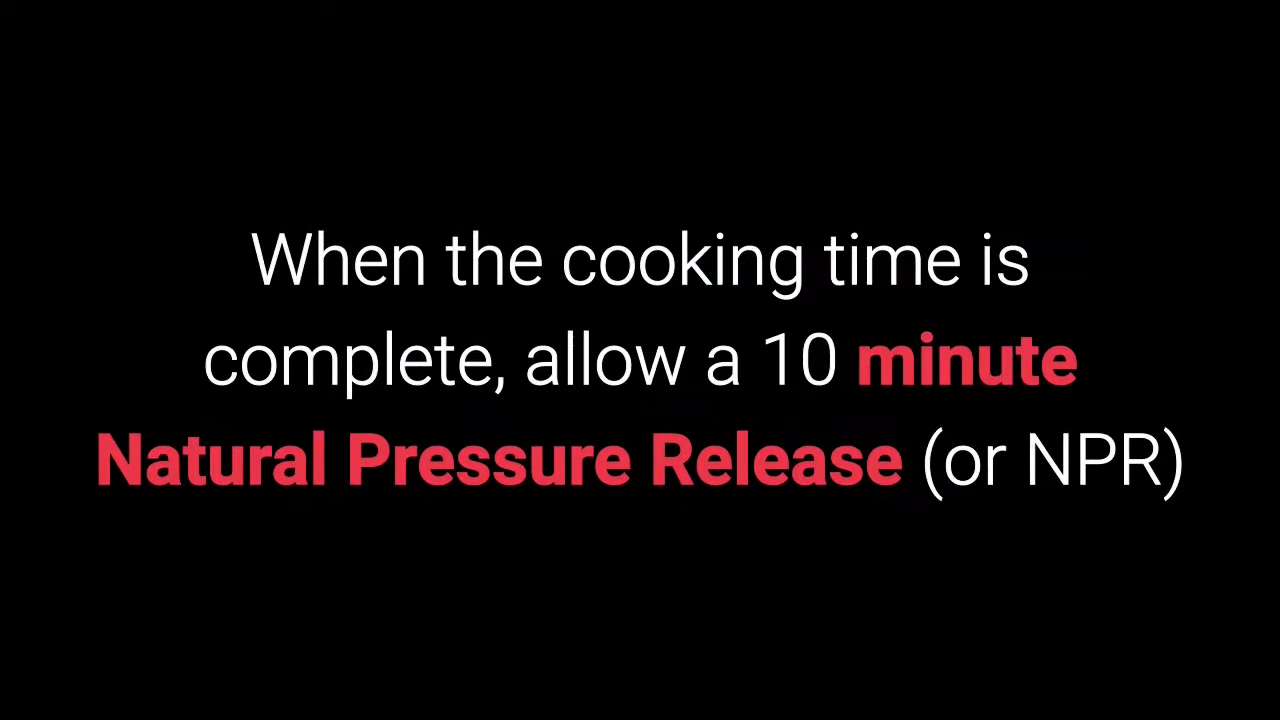 When the cooking time is
complete, allow a 10 minute
Natural Pressure Release (or NPR)